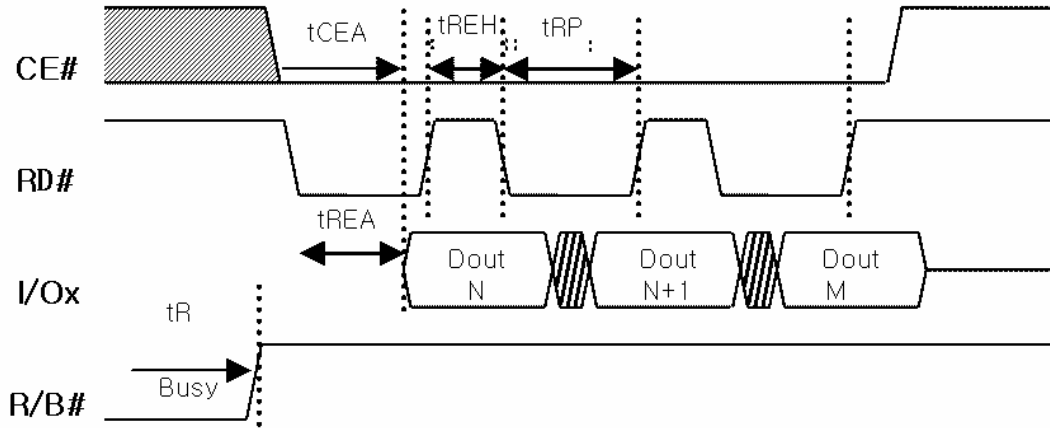 tCEA tREH tRP
CE#
RD#
tREA
Dout Dout Dout
N N+1 M
I/Ox
tR
Busy
R/B#